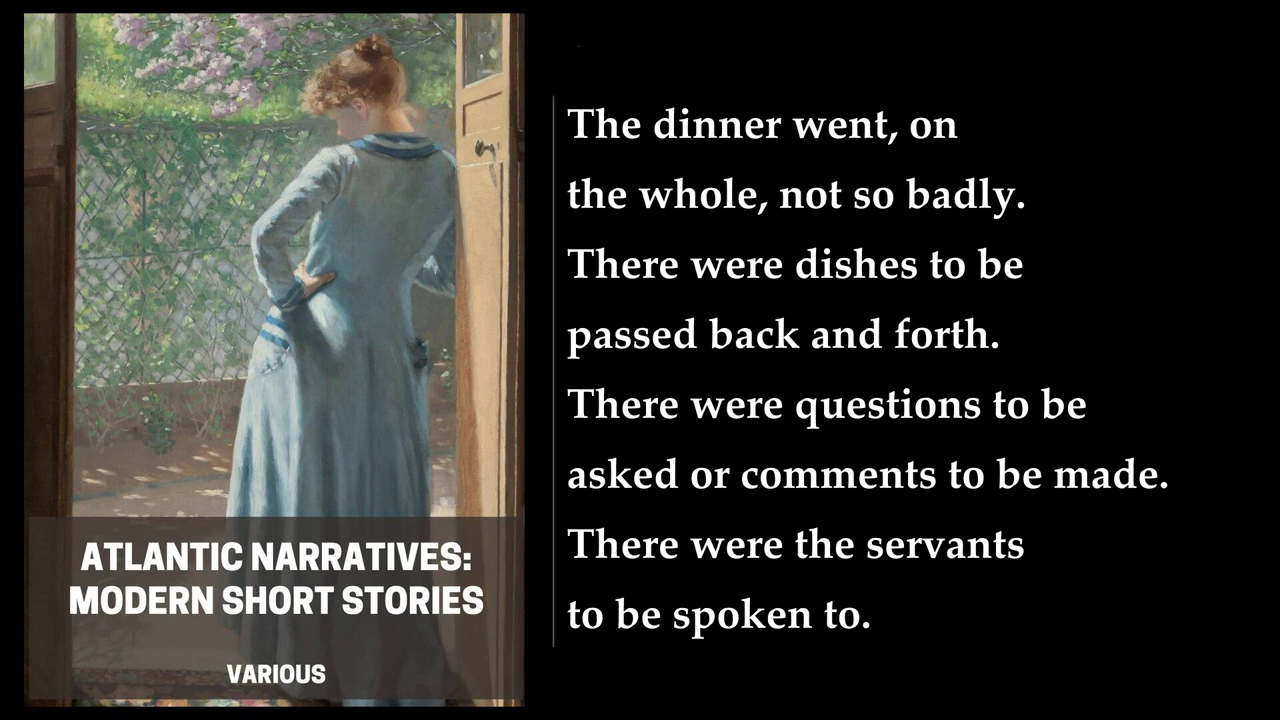 ATLANTIC NARRATIVES:
MODERN SHORT STORIES
VARIOUS
The dinner went, on
the whole, not so badly.
There were dishes to be
passed back and forth.
There were questions to be
asked or comments to be made.
There were the servants
to be spoken to.